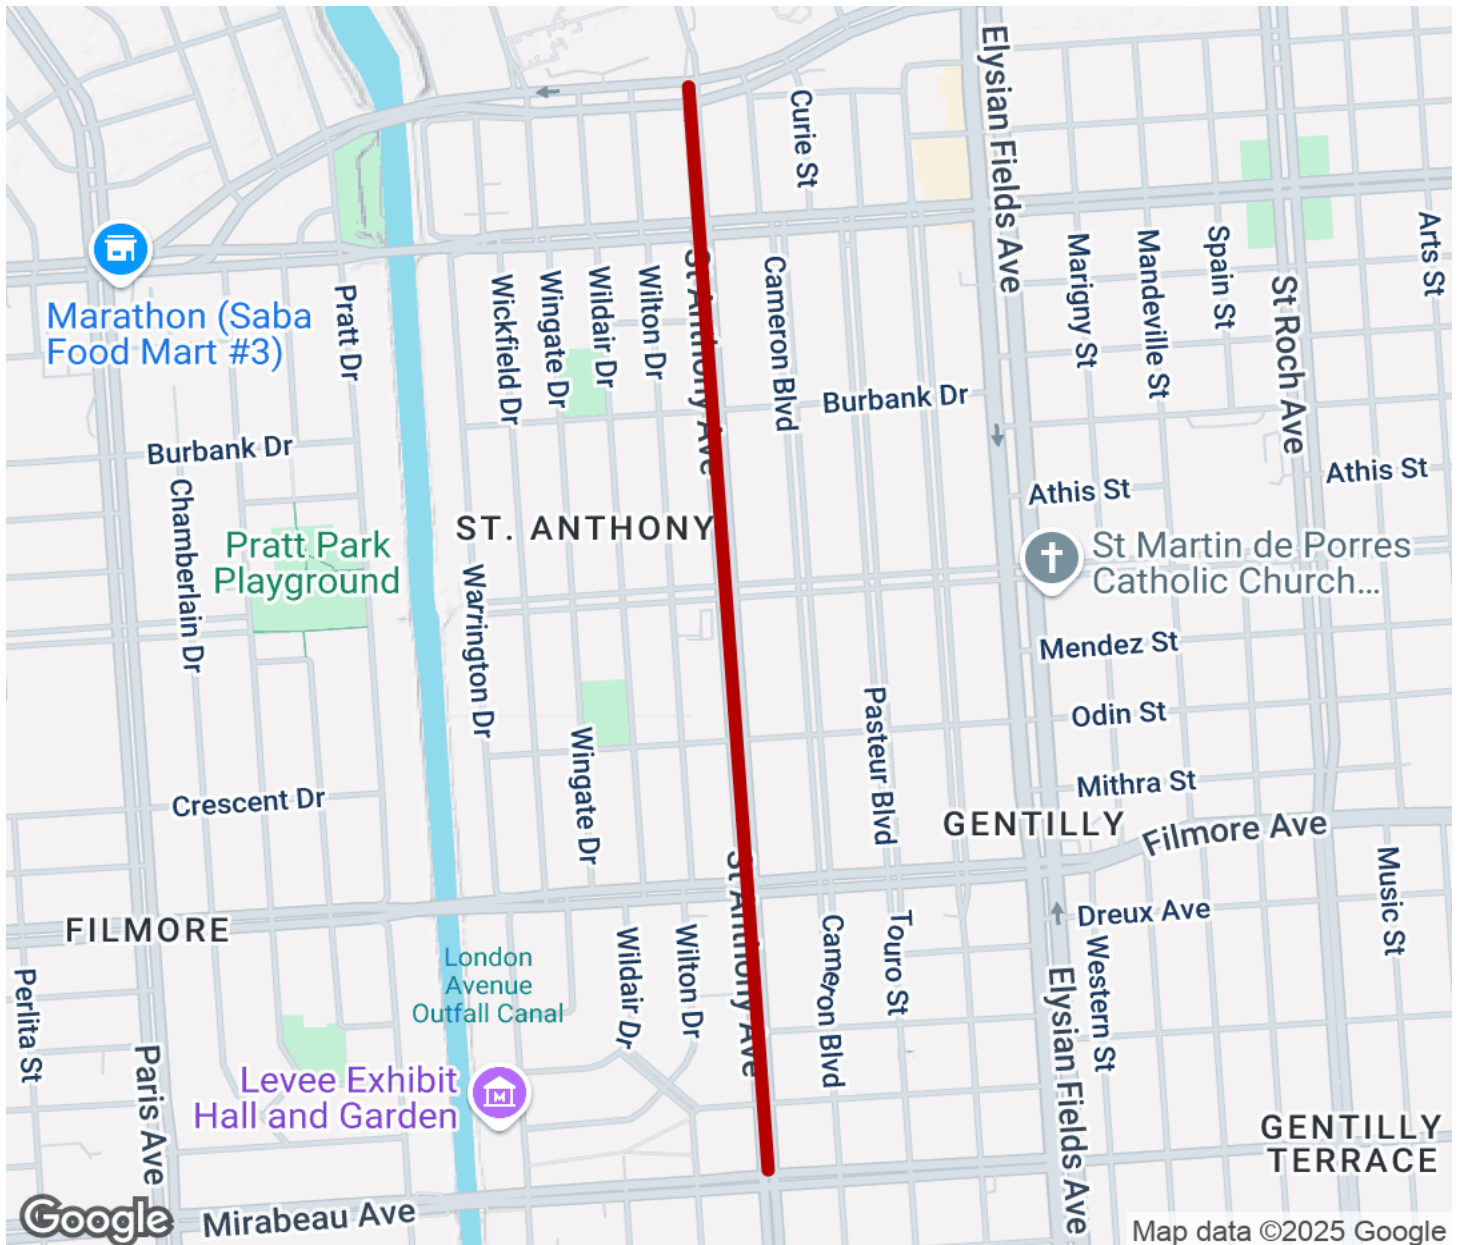 Elysian Fields Ave
Curie St
Arts St
Spain St
Mandeville St
Marigny St
St Roch Ave
Marathon (Saba
Food Mart #3)
Pratt Dr
Wickfield Dr
Wingate Dr
Wildair Dr
Wilton Dr
St Anthony Ave
Cameron Blvd
Burbank Dr
Burbank Dr
Athis St
Athis St
Chamberlain Dr
ST. ANTHONY
Pratt Park
Playground
St Martin de Porres
Catholic Church...
Warrington Dr
Mendez St
Odin St
Pasteur Blvd
Wingate Dr
Mithra St
Crescent Dr
GENTILLY
Filmore Ave
Music St
FILMORE
Dreux Ave
London
Avenue
Outfall Canal
Wildair Dr
Wilton Dr
St Anthony Ave
Cameron Blvd
Touro St
Western St
Elysian Fields Ave
Perlita St
Paris Ave
Levee Exhibit
Hall and Garden
GENTILLY
TERRACE
Mirabeau Ave
Google
Map data ©2025 Google